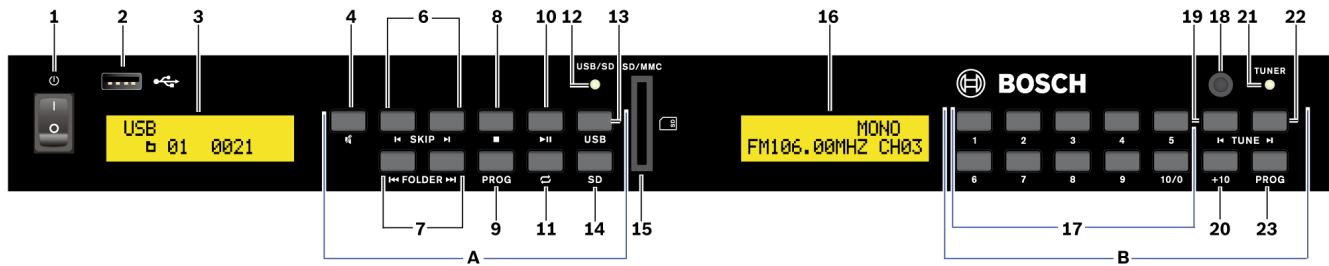 1 2 3 4 6 8 10 12 13 16 19 18 21 22
USB/SD SD/MMC
TUNER
BOSCH
USB
01 0021
MONO
FM106.00MHZ CH03
SKIP
USB
1 2 3 4 5
TUNE
FOLDER
PROG
SD
6 7 8 9 10/0
+10
PROG
7 9 11 14 15 17 20 23
A B